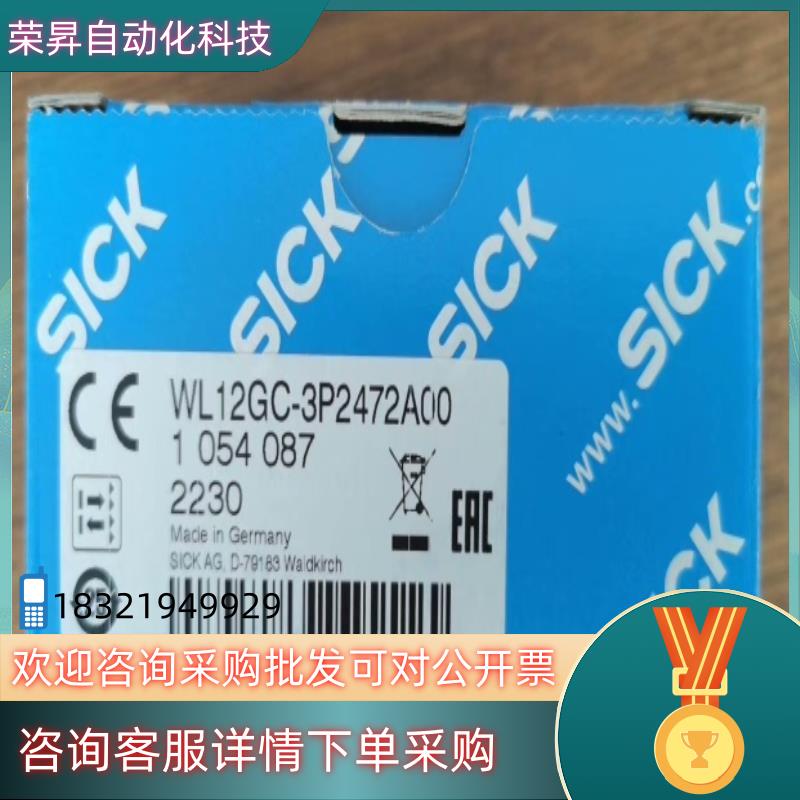 荣昇自动化科技
SICK
SICK
SICK
www.SICK.c
CE
WL12GC-3P2472A00
1 054 087
2230
Made in Germany
SICK AG, D-79183 Waldkirch
EAC
18321949929
欢迎咨询采购批发可对公开票
咨询客服详情下单采购